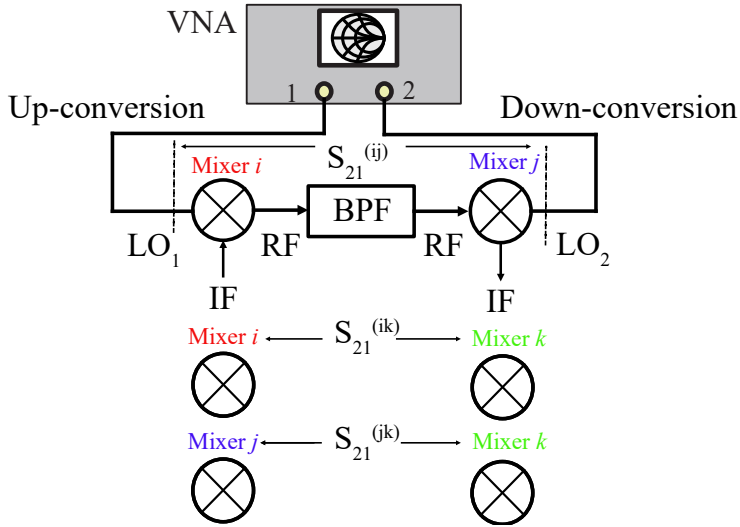 VNA
1 2
Up-conversion Down-conversion
S21(ij)
Mixer i Mixer j
BPF
LO1 RF RF LO2
IF IF
Mixer i S21(ik) Mixer k
Mixer j S21(jk) Mixer k